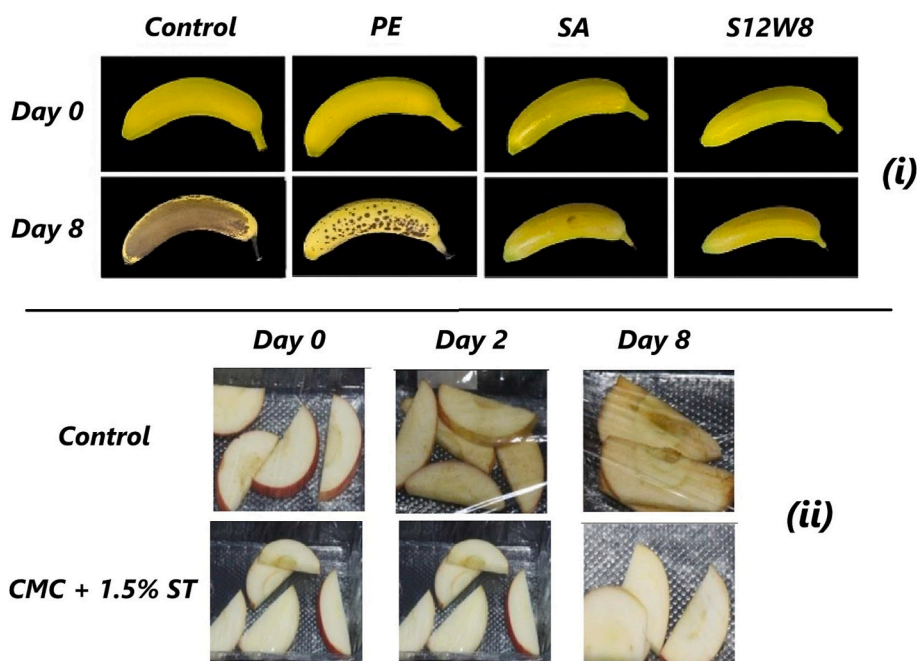 Control PE SA S12W8
Day 0
(i)
Day 8
Day 0 Day 2 Day 8
Control
(ii)
CMC + 1.5% ST